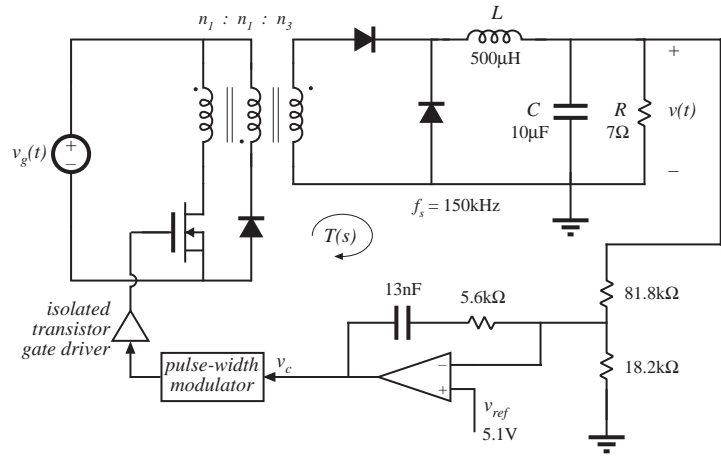 n1 : n1 : n3
L
500μH
+
C
10μF
R
7Ω
v(t)
–
vg(t)
+
–
fs = 150kHz
T(s)
isolated
transistor
gate driver
13nF
5.6kΩ
81.8kΩ
18.2kΩ
pulse-width
modulator
vc
–
+
vref
5.1V